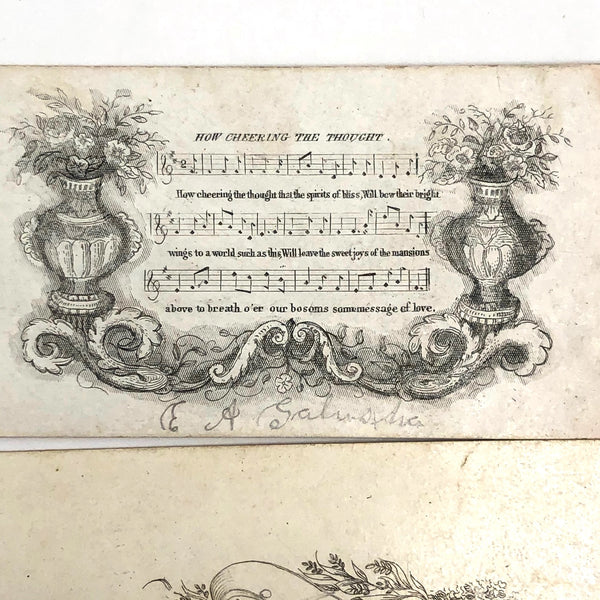 HOW CHEERING THE THOUGHT.
How cheering the thought that the spirits of bliss, Will bow their bright
wings to a world such as this, Will leave the sweet joys of the mansions
above to breath o'er our bosoms some message of love.
E A Galusha